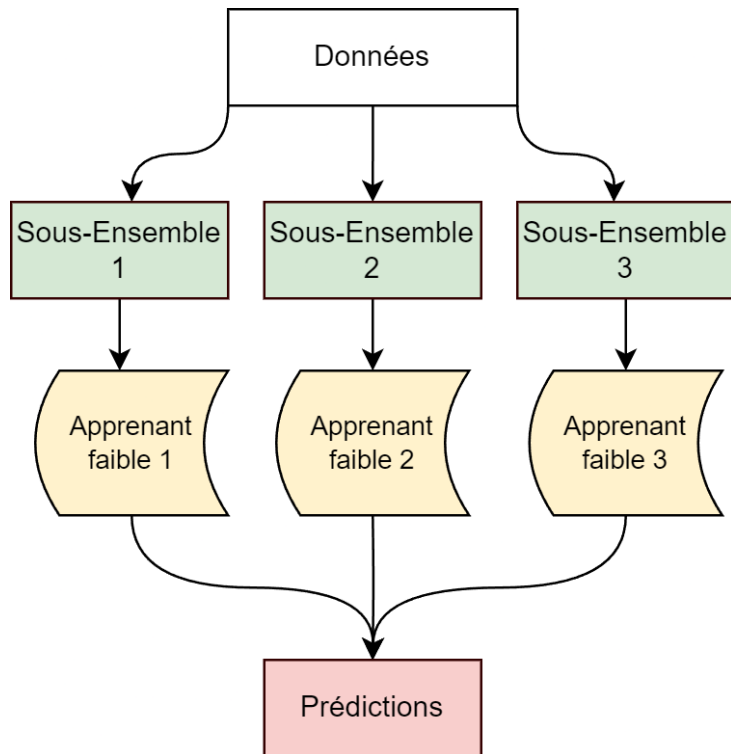 Données
Sous-Ensemble
1
Sous-Ensemble
2
Sous-Ensemble
3
Apprenant
faible 1
Apprenant
faible 2
Apprenant
faible 3
Prédictions